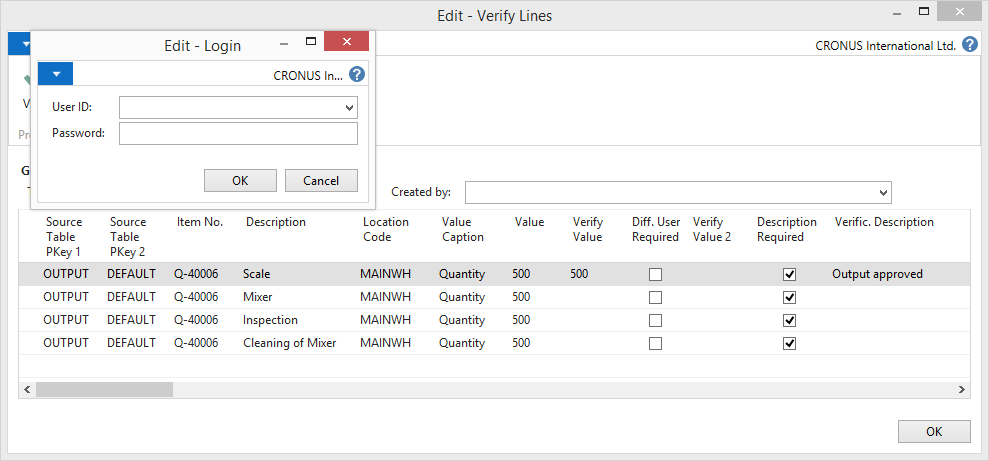 Edit - Verify Lines
Edit - Login
CRONUS International Ltd.
CRONUS In...
User ID:
Password:
OK Cancel
Created by:
Source Table PKey 1 Source Table PKey 2 Item No. Description Location Code Value Caption Value Verify Value Diff. User Required Verify Value 2 Description Required Verific. Description
OUTPUT DEFAULT Q-40006 Scale MAINWH Quantity 500 500 Output approved
OUTPUT DEFAULT Q-40006 Mixer MAINWH Quantity 500
OUTPUT DEFAULT Q-40006 Inspection MAINWH Quantity 500
OUTPUT DEFAULT Q-40006 Cleaning of Mixer MAINWH Quantity 500
OK